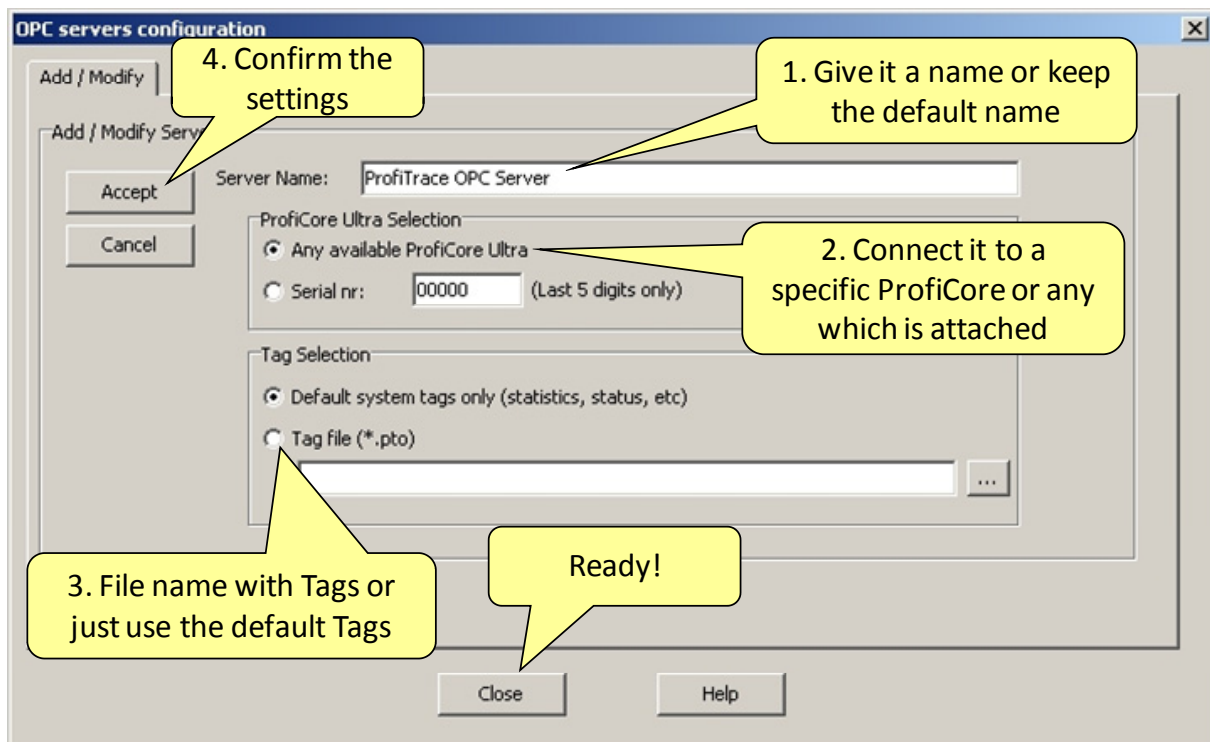 OPC servers configuration
4. Confirm the
settings
1. Give it a name or keep
the default name
Add / Modify
Add / Modify Serv
Accept
Server Name:
ProfiTrace OPC Server
Cancel
ProfiCore Ultra Selection
Any available ProfiCore Ultra
Serial nr:
00000
(Last 5 digits only)
2. Connect it to a
specific ProfiCore or any
which is attached
Tag Selection
Default system tags only (statistics, status, etc)
Tag file (*.pto)
...
3. File name with Tags or
just use the default Tags
Ready!
Close
Help